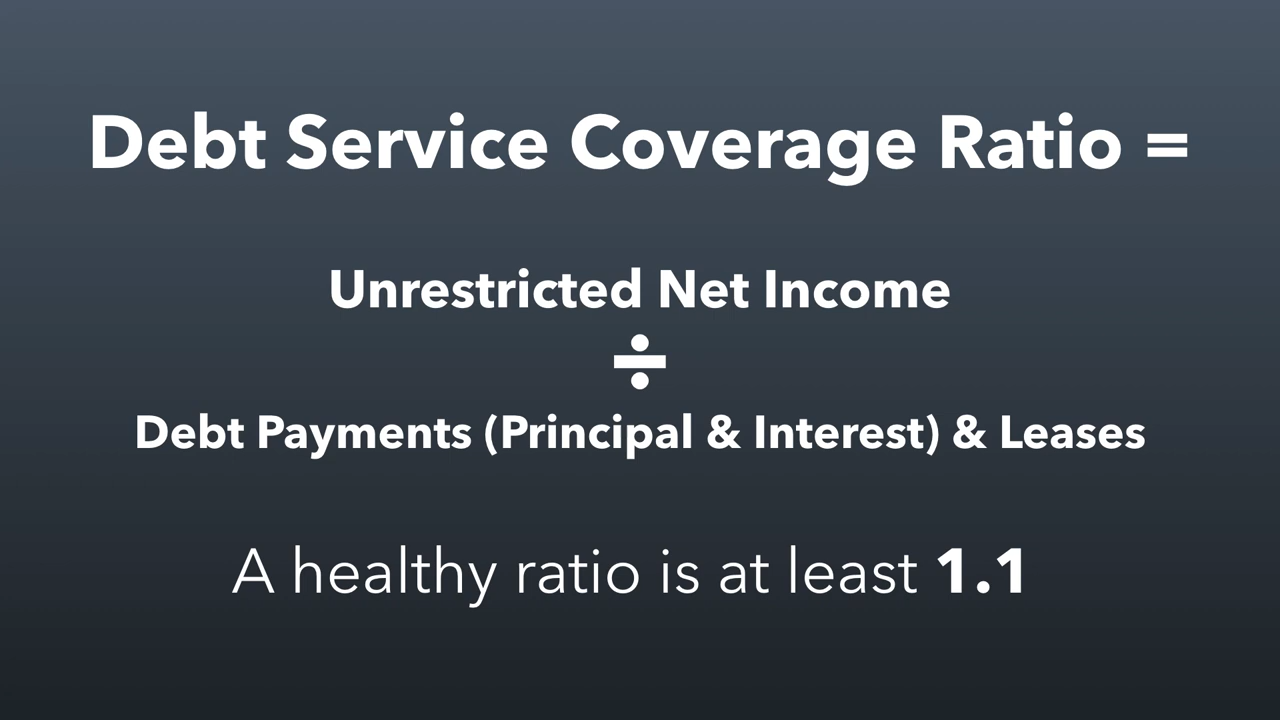 Debt Service Coverage Ratio =
Unrestricted Net Income
÷
Debt Payments (Principal & Interest) & Leases
A healthy ratio is at least 1.1